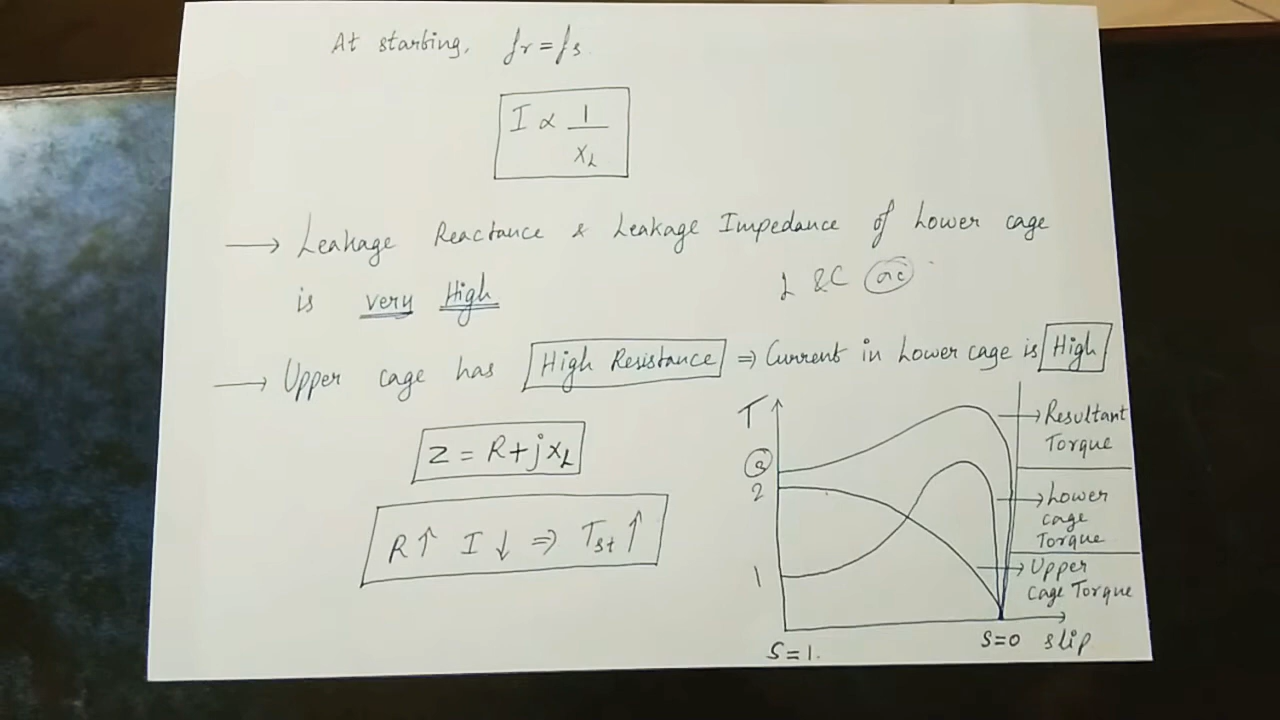 At starting, fr = fs.
I ∝ 1/XL
→ Leakage Reactance & Leakage Impedance of Lower cage
is very High
L & C ac
→ Upper cage has High Resistance ⇒ Current in Lower cage is High
Z = R + jXL
R↑ I↓ ⇒ Tst↑
T
3
2
1
→ Resultant
Torque
→ Lower
cage
Torque
→ Upper
cage Torque
S=1.
S=0 slip